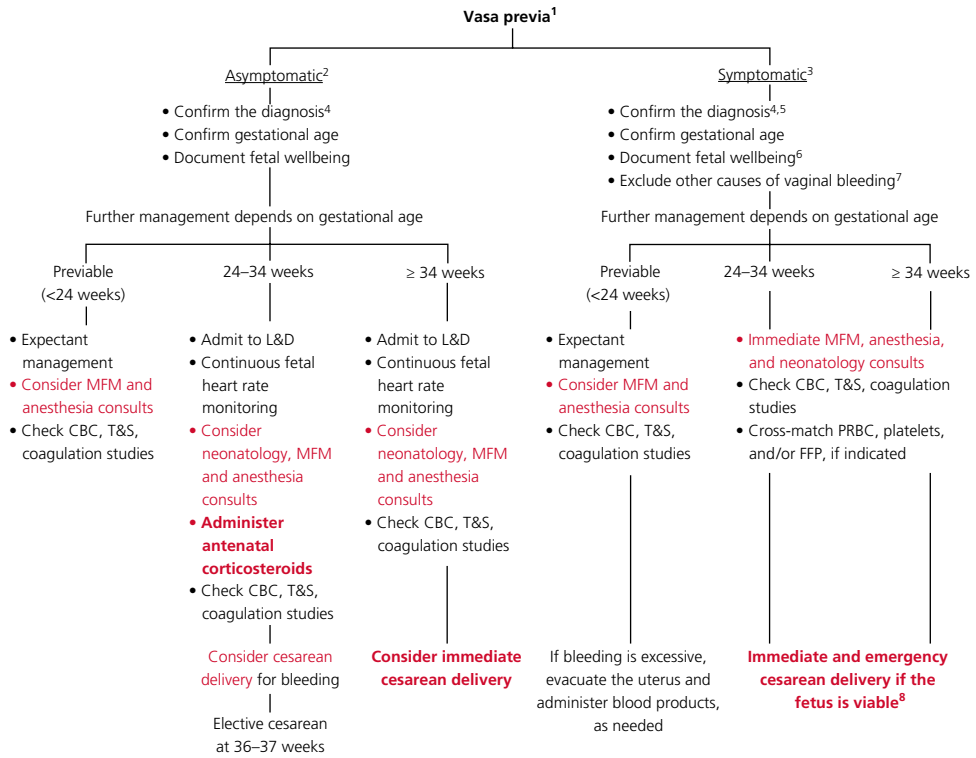 Vasa previa¹
Asymptomatic²
• Confirm the diagnosis⁴
• Confirm gestational age
• Document fetal wellbeing
Further management depends on gestational age
Previable
(<24 weeks)
• Expectant
management
• Consider MFM and
anesthesia consults
• Check CBC, T&S,
coagulation studies
24–34 weeks
• Admit to L&D
• Continuous fetal
heart rate
monitoring
• Consider
neonatology, MFM
and anesthesia
consults
• Administer
antenatal
corticosteroids
• Check CBC, T&S,
coagulation studies
Consider cesarean
delivery for bleeding
Elective cesarean
at 36–37 weeks
≥ 34 weeks
• Admit to L&D
• Continuous fetal
heart rate
monitoring
• Consider
neonatology, MFM
and anesthesia
consults
• Check CBC, T&S,
coagulation studies
Consider immediate
cesarean delivery
Symptomatic³
• Confirm the diagnosis⁴,⁵
• Confirm gestational age
• Document fetal wellbeing⁶
• Exclude other causes of vaginal bleeding⁷
Further management depends on gestational age
Previable
(<24 weeks)
• Expectant
management
• Consider MFM and
anesthesia consults
• Check CBC, T&S,
coagulation studies
If bleeding is excessive,
evacuate the uterus and
administer blood products,
as needed
24–34 weeks
≥ 34 weeks
• Immediate MFM, anesthesia,
and neonatology consults
• Check CBC, T&S, coagulation
studies
• Cross-match PRBC, platelets,
and/or FFP, if indicated
Immediate and emergency
cesarean delivery if the
fetus is viable⁸